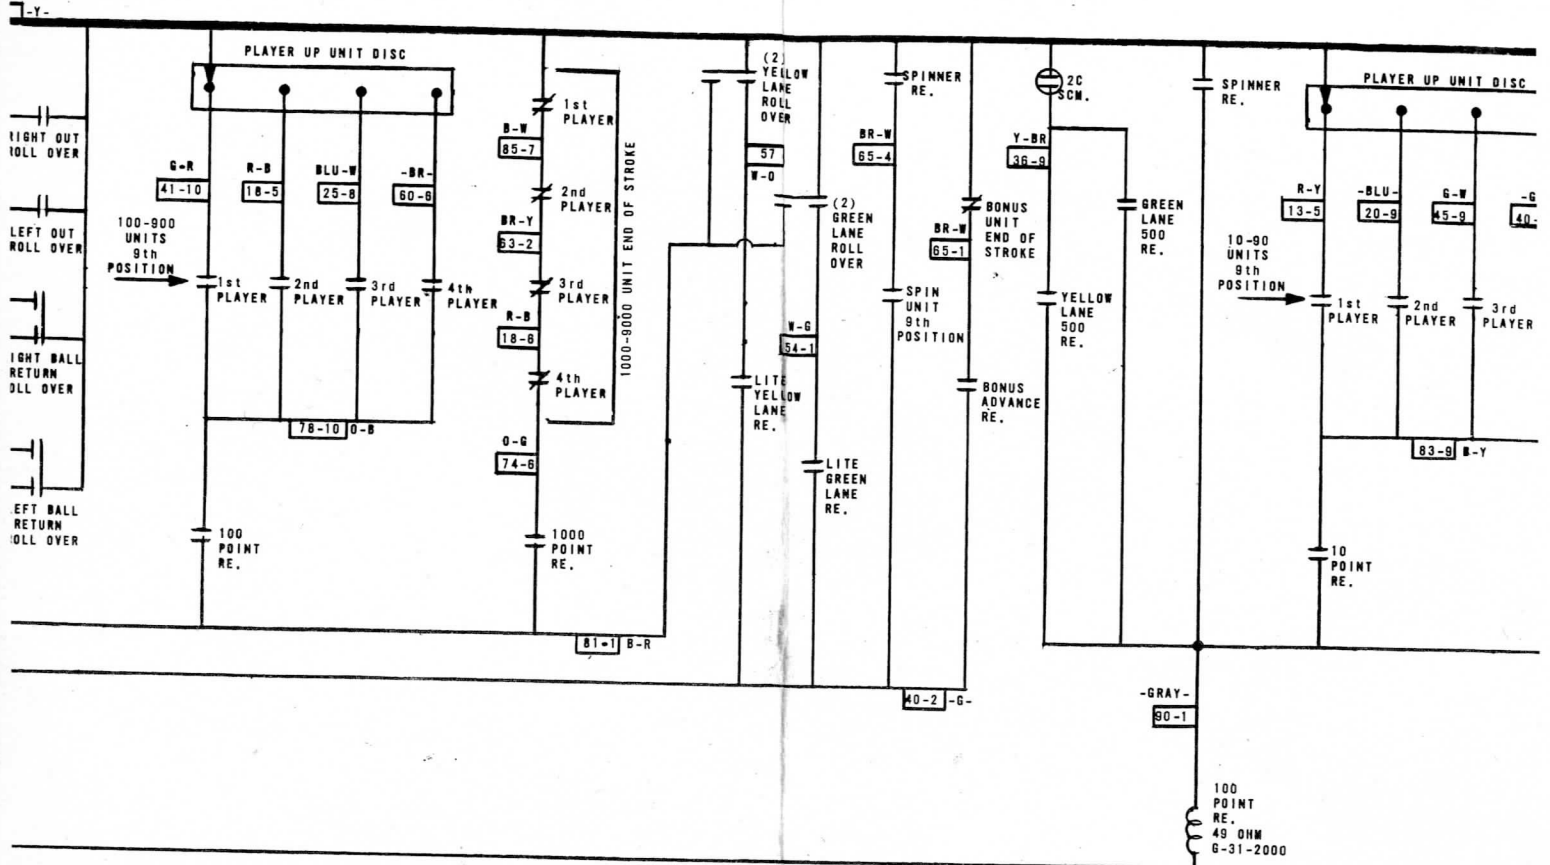 -Y-
PLAYER UP UNIT DISC
RIGHT OUT
ROLL OVER
LEFT OUT
ROLL OVER
BALL
RETURN
OVER
BALL
RETURN
OVER
G-R
41-10
R-B
18-5
BLU-W
25-8
-BR-
60-6
100-900
UNITS
9th
POSITION
1st
PLAYER
2nd
PLAYER
3rd
PLAYER
4th
PLAYER
78-10 O-B
100
POINT
RE.
1st
PLAYER
B-W
85-7
2nd
PLAYER
BR-Y
63-2
3rd
PLAYER
R-B
18-6
4th
PLAYER
O-G
74-6
1000-9000 UNIT END OF STROKE
1000
POINT
RE.
81-1 B-R
(2)
YELLOW
LANE
ROLL
OVER
57
W-O
(2)
GREEN
LANE
ROLL
OVER
W-G
54-1
LITE
YELLOW
LANE
RE.
LITE
GREEN
LANE
RE.
SPINNER
RE.
BR-W
65-4
SPIN
UNIT
9th
POSITION
BONUS
UNIT
END OF
STROKE
BR-W
65-1
BONUS
ADVANCE
RE.
40-2 -G-
2C
SCM.
Y-BR
36-9
GREEN
LANE
500
RE.
YELLOW
LANE
500
RE.
SPINNER
RE.
-GRAY-
90-1
100
POINT
RE.
49 OHM
G-31-2000
PLAYER UP UNIT DISC
R-Y
13-5
-BLU-
20-9
G-W
45-9
-G
40-
10-90
UNITS
9th
POSITION
1st
PLAYER
2nd
PLAYER
3rd
PLAYER
83-9 B-Y
10
POINT
RE.